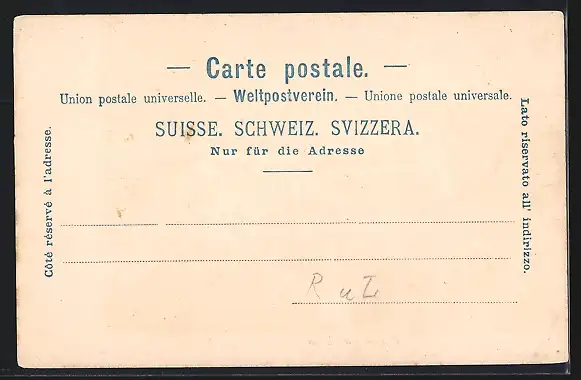 — Carte postale. —
Union postale universelle. — Weltpostverein. — Unione postale universale.
SUISSE. SCHWEIZ. SVIZZERA.
Nur für die Adresse
Côté réservé à l'adresse.
Lato riservato all' indirizzo.